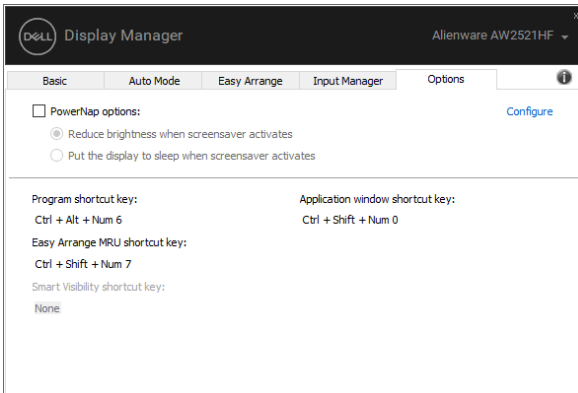 DELL Display Manager
Alienware AW2521HF
Basic Auto Mode Easy Arrange Input Manager Options
PowerNap options:
Configure
Reduce brightness when screensaver activates
Put the display to sleep when screensaver activates
Program shortcut key:
Application window shortcut key:
Ctrl + Alt + Num 6
Ctrl + Shift + Num 0
Easy Arrange MRU shortcut key:
Ctrl + Shift + Num 7
Smart Visibility shortcut key:
None